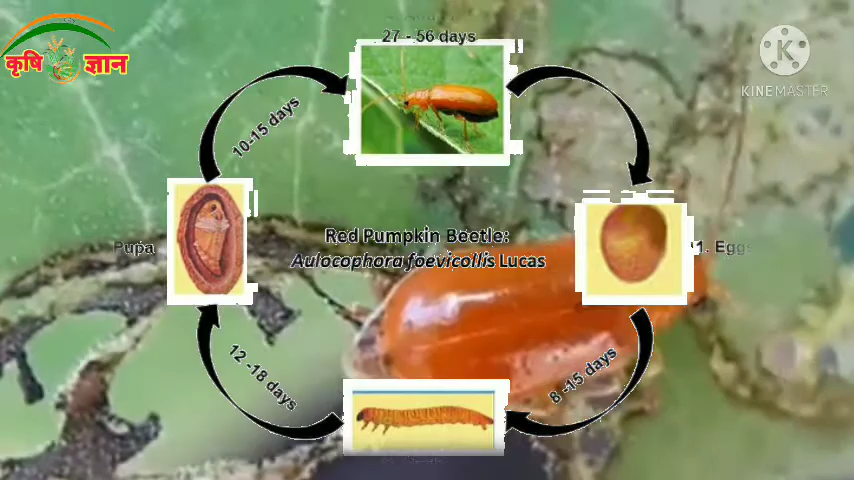 कृषि ज्ञान
27 - 56 days
KINEMASTER
10-15 days
Pupa
Red Pumpkin Beetle:
Aulocophora foevicollis Lucas
1. Eggs
12 -18 days
8 -15 days